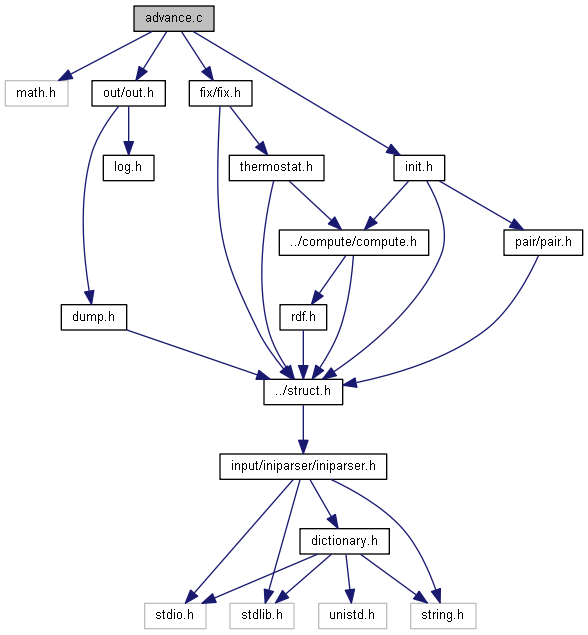 advance.c
math.h
out/out.h
fix/fix.h
log.h
thermostat.h
init.h
../compute/compute.h
pair/pair.h
dump.h
rdf.h
../struct.h
input/iniparser/iniparser.h
dictionary.h
stdio.h
stdlib.h
unistd.h
string.h